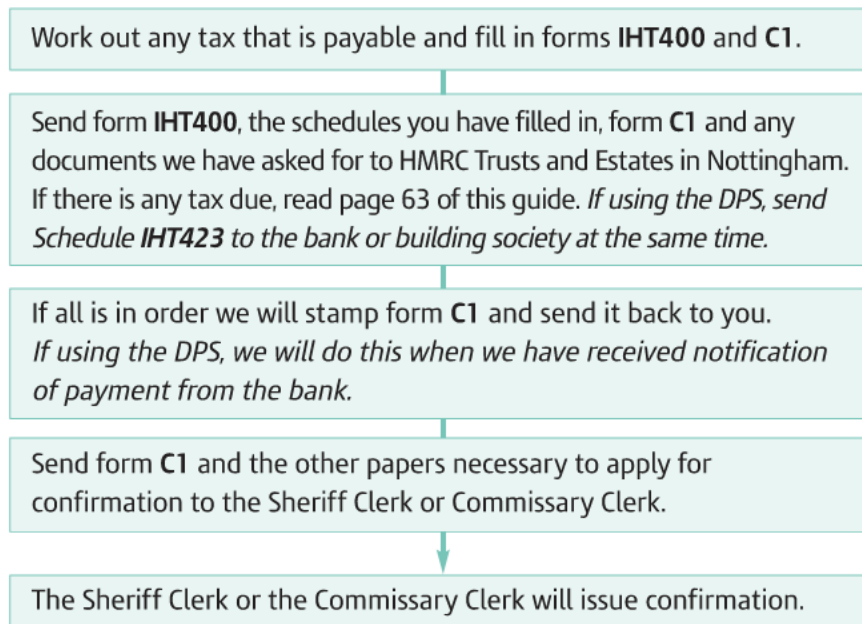 Work out any tax that is payable and fill in forms IHT400 and C1.
Send form IHT400, the schedules you have filled in, form C1 and any
documents we have asked for to HMRC Trusts and Estates in Nottingham.
If there is any tax due, read page 63 of this guide. If using the DPS, send
Schedule IHT423 to the bank or building society at the same time.
If all is in order we will stamp form C1 and send it back to you.
If using the DPS, we will do this when we have received notification
of payment from the bank.
Send form C1 and the other papers necessary to apply for
confirmation to the Sheriff Clerk or Commissary Clerk.
The Sheriff Clerk or the Commissary Clerk will issue confirmation.